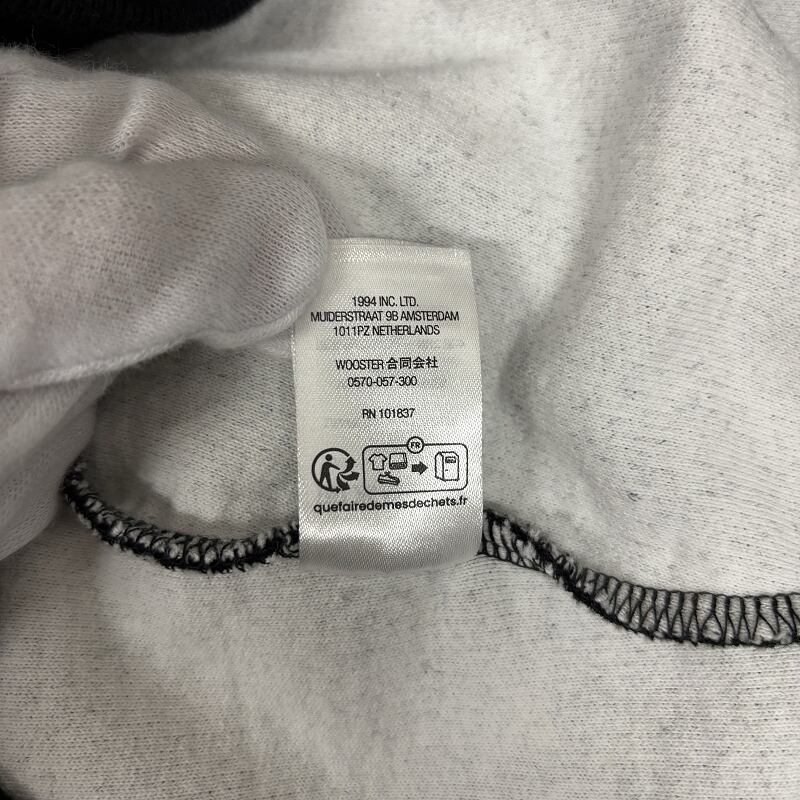 1994 INC. LTD.
MUIDERSTRAAT 9B AMSTERDAM
1011PZ NETHERLANDS
WOOSTER 合同会社
0570-057-300
RN 101837
FR
quefairedemesdechets.fr